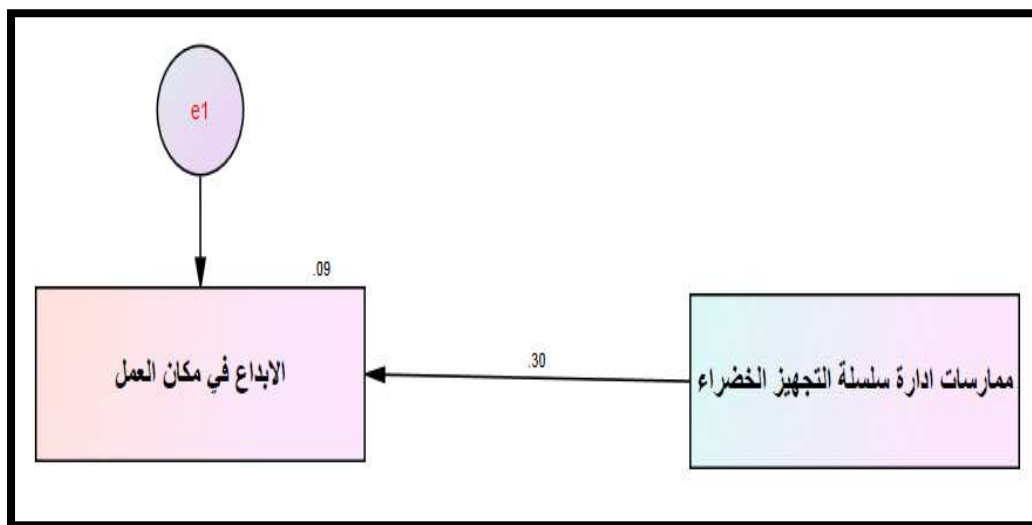 e1
.09
الابداع في مكان العمل
.30
ممارسات ادارة سلسلة التجهيز الخضراء